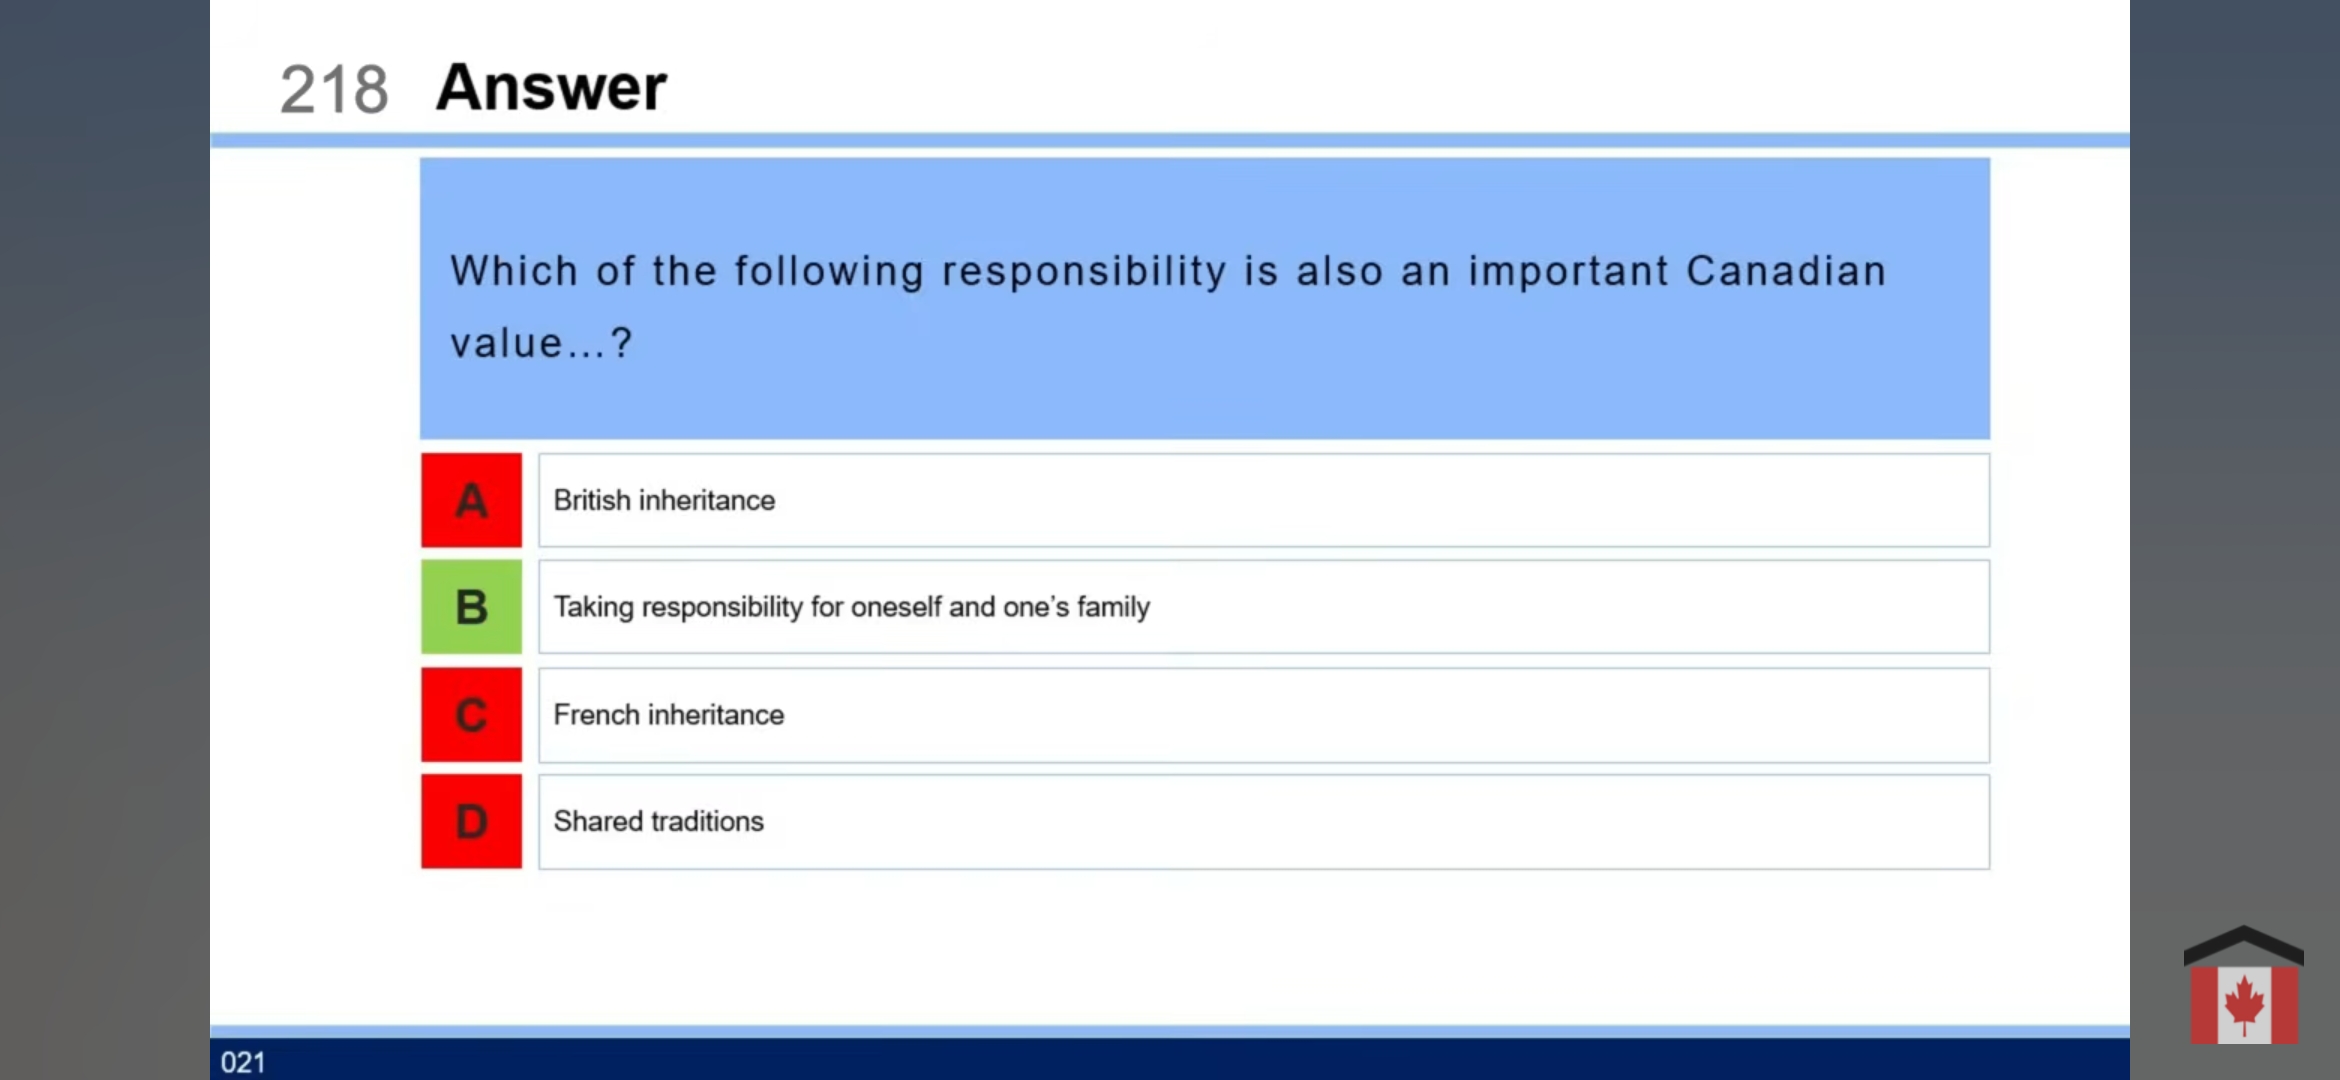 218 Answer
Which of the following responsibility is also an important Canadian
value...?
A British inheritance
B Taking responsibility for oneself and one's family
C French inheritance
D Shared traditions
021